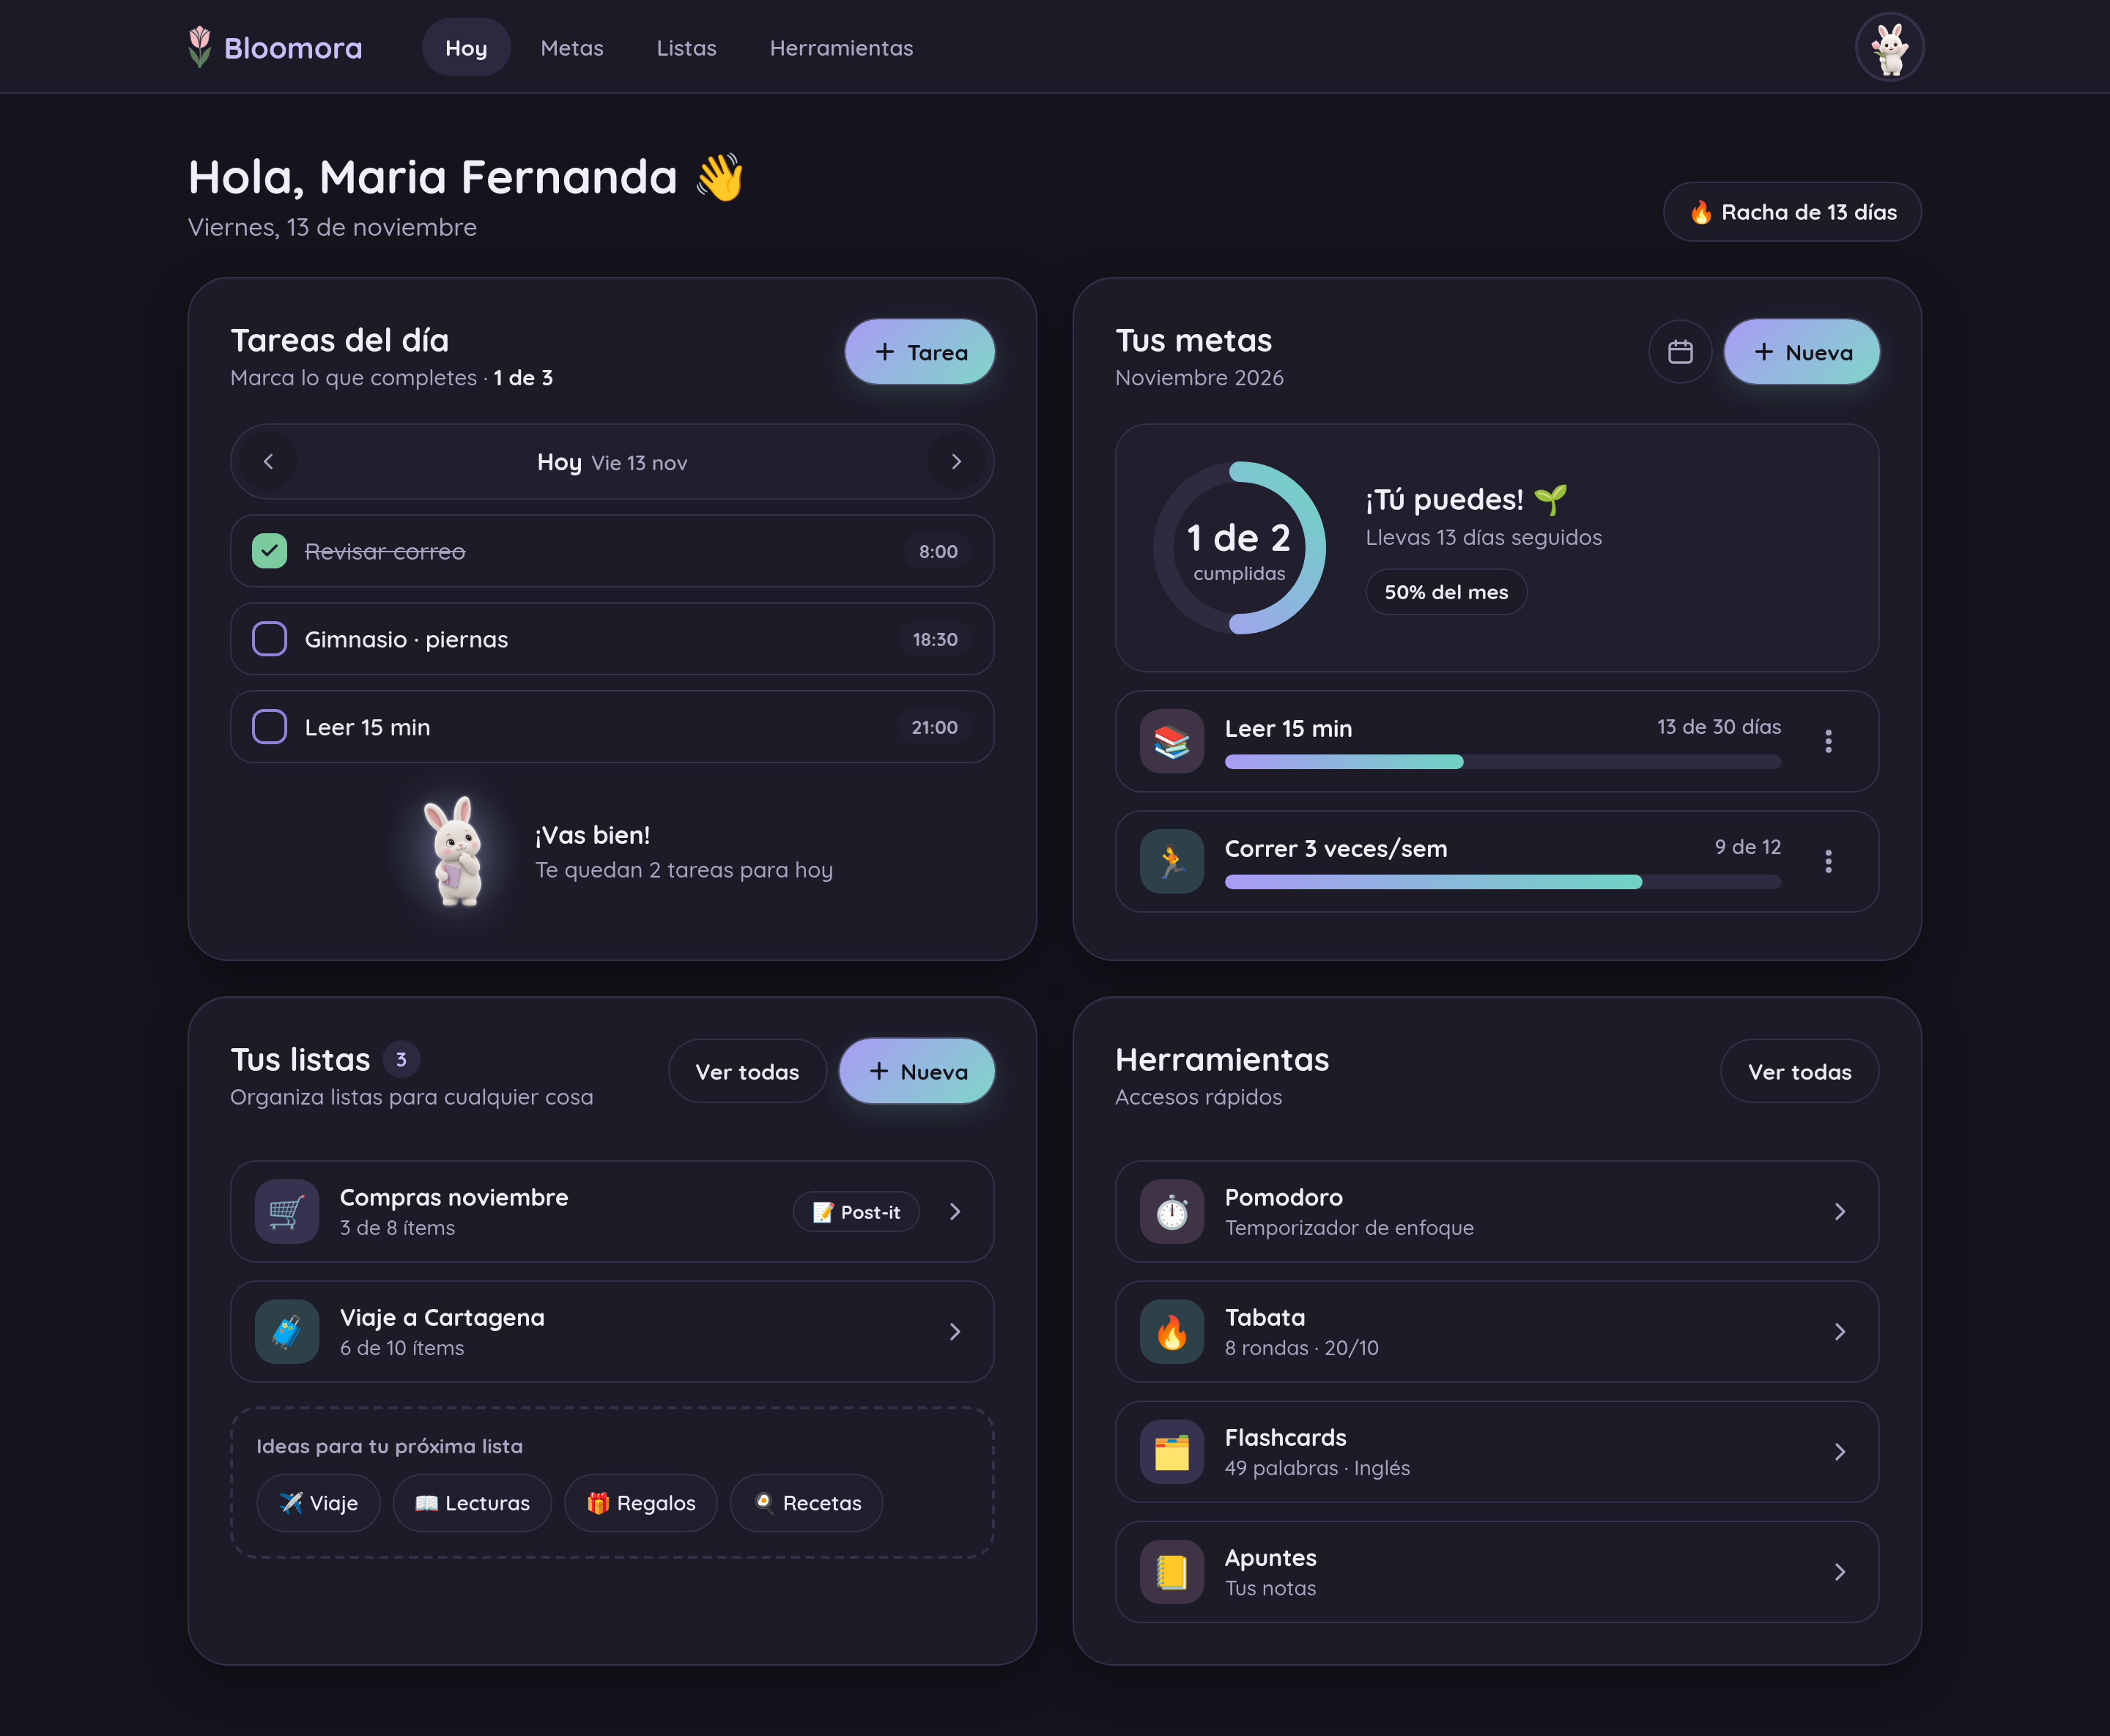 Bloomora
Hoy
Metas
Listas
Herramientas
Hola, Maria Fernanda 👋
Viernes, 13 de noviembre
🔥 Racha de 13 días
Tareas del día
Marca lo que completes · 1 de 3
+ Tarea
Hoy Vie 13 nov
Revisar correo
8:00
Gimnasio · piernas
18:30
Leer 15 min
21:00
¡Vas bien!
Te quedan 2 tareas para hoy
Tus metas
Noviembre 2026
+ Nueva
1 de 2
cumplidas
¡Tú puedes! 🌱
Llevas 13 días seguidos
50% del mes
Leer 15 min
13 de 30 días
Correr 3 veces/sem
9 de 12
Tus listas 3
Organiza listas para cualquier cosa
Ver todas
+ Nueva
Compras noviembre
3 de 8 ítems
📝 Post-it
Viaje a Cartagena
6 de 10 ítems
Ideas para tu próxima lista
✈️ Viaje
📖 Lecturas
🎁 Regalos
🍳 Recetas
Herramientas
Accesos rápidos
Ver todas
Pomodoro
Temporizador de enfoque
Tabata
8 rondas · 20/10
Flashcards
49 palabras · Inglés
Apuntes
Tus notas